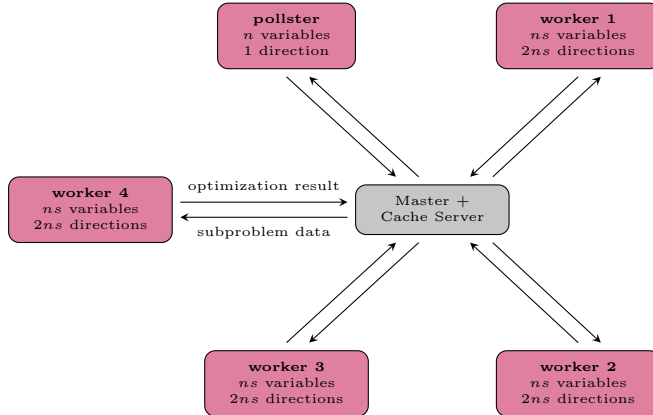 pollster
n variables
1 direction
worker 1
ns variables
2ns directions
worker 4
ns variables
2ns directions
optimization result
subproblem data
Master +
Cache Server
worker 3
ns variables
2ns directions
worker 2
ns variables
2ns directions